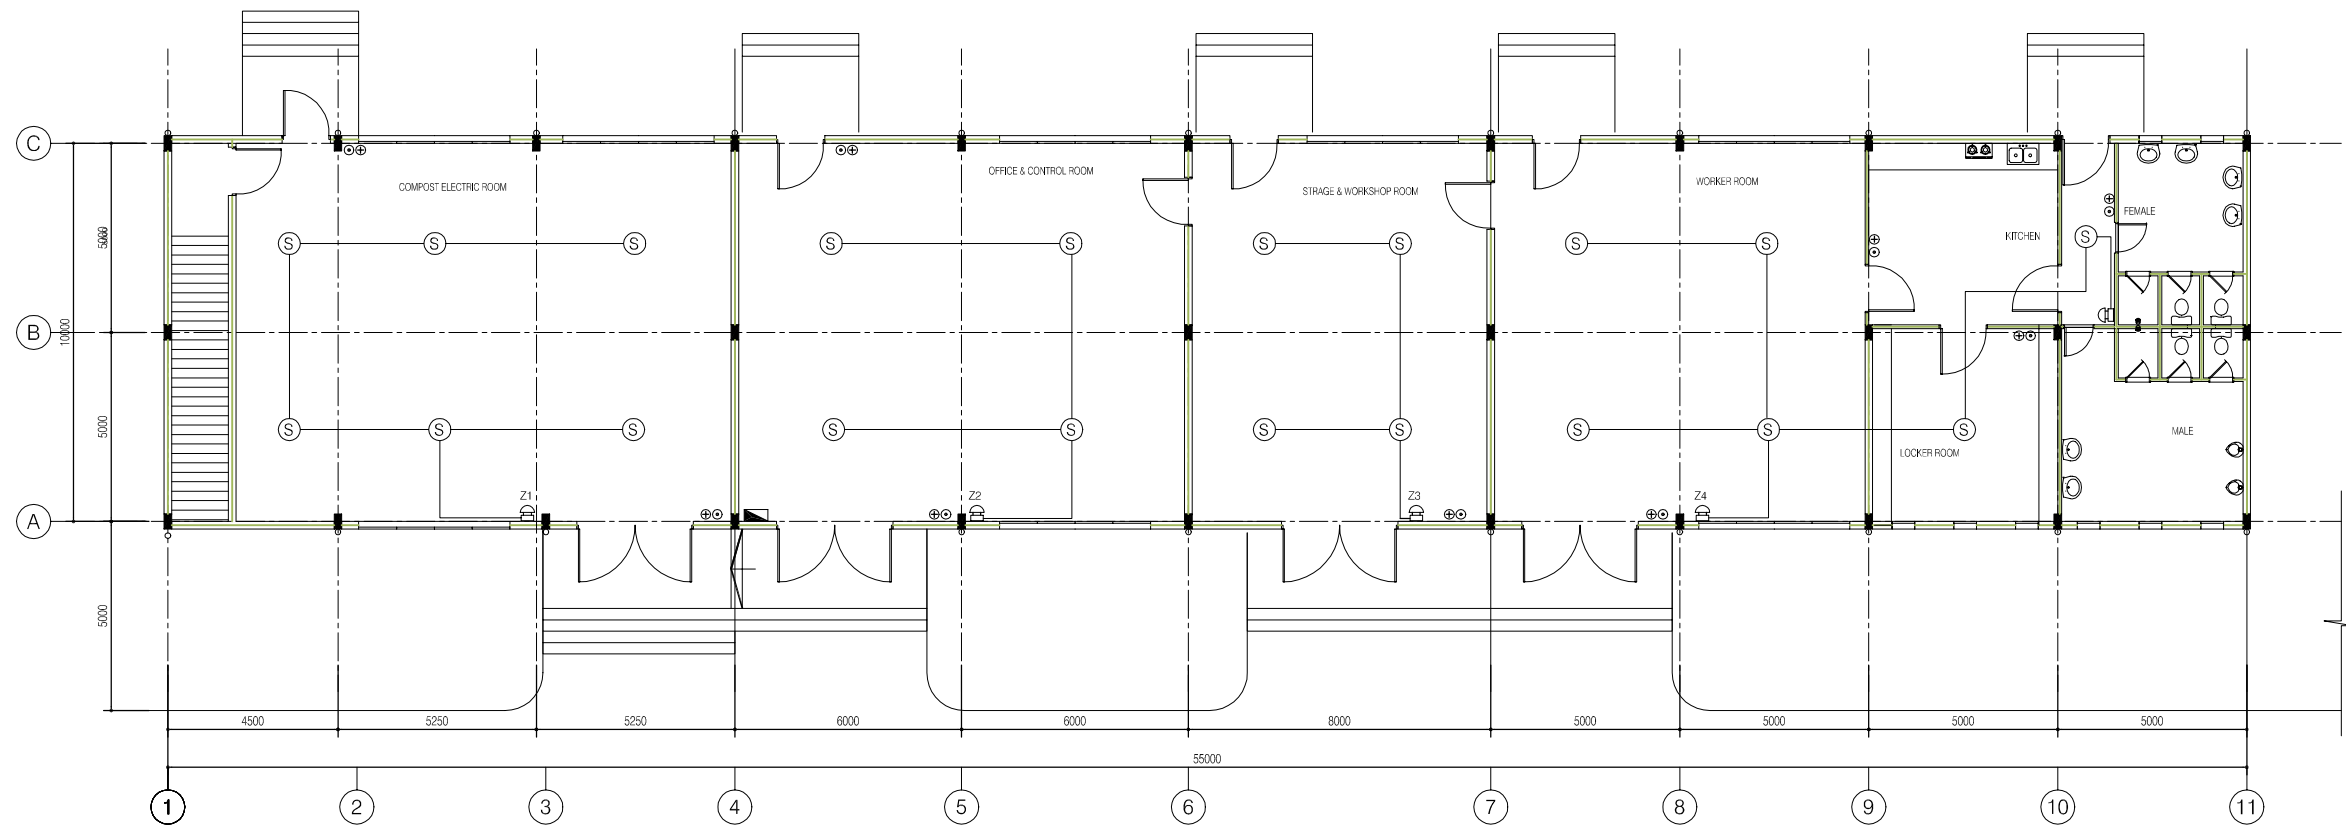 C
COMPOST ELECTRIC ROOM
OFFICE & CONTROL ROOM
STRAGE & WORKSHOP ROOM
WORKER ROOM
FEMALE
KITCHEN
5000
S
S
S
S
S
S
S
S
S
S
B
10000
5000
S
S
S
S
S
S
S
S
S
S
MALE
LOCKER ROOM
Z1
Z2
Z3
Z4
A
5000
4500
5250
5250
6000
6000
8000
5000
5000
5000
5000
55000
1
2
3
4
5
6
7
8
9
10
11